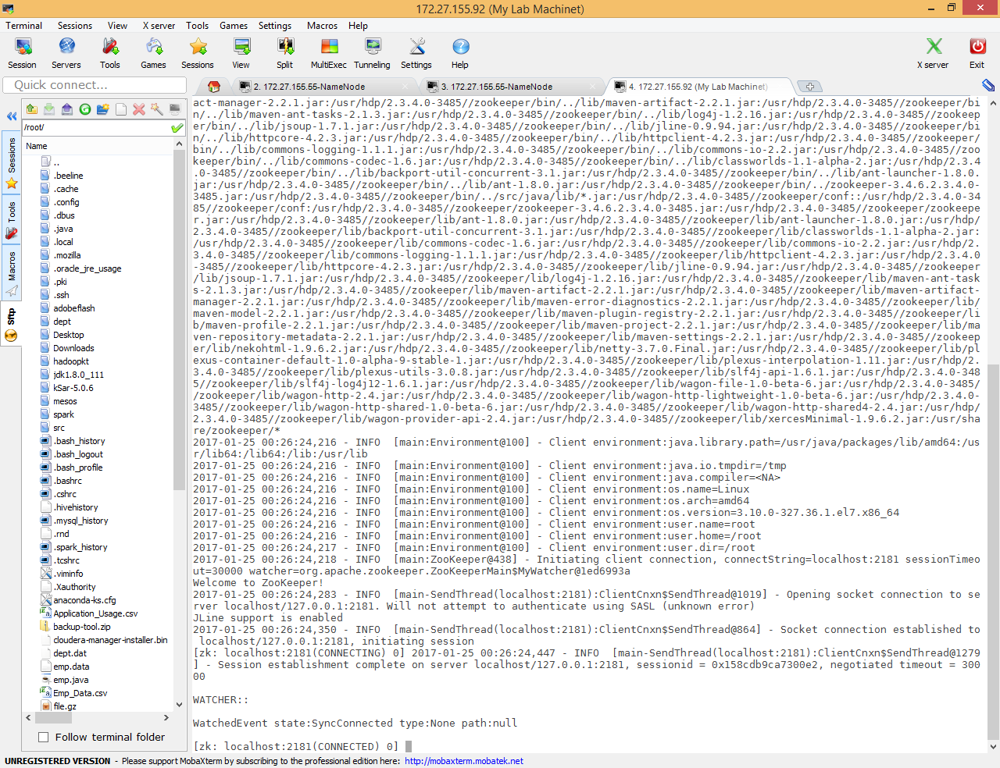 172.27.155.92 (My Lab Machinet)
Terminal Sessions View X server Tools Games Settings Macros Help
Session Servers Tools Games Sessions View Split MultiExec Tunneling Settings Help X server Exit
Quick connect...
2. 172.27.155.55-NameNode
3. 172.27.155.55-NameNode
4. 172.27.155.92 (My Lab Machinet)
Sessions
Tools
Macros
Sftp
/root/
Name
..
.beeline
.cache
.config
.dbus
.java
.local
.mozilla
.oracle_jre_usage
.pki
.ssh
adobeflash
dept
Desktop
Downloads
hadoopkt
jdk1.8.0_111
kSar-5.0.6
mesos
spark
src
.bash_history
.bash_logout
.bash_profile
.bashrc
.cshrc
.hivehistory
.mysql_history
.rnd
.spark_history
.tcshrc
.viminfo
.Xauthority
anaconda-ks.cfg
Application_Usage.csv
backup-tool.zip
cloudera-manager-installer.bin
dept.dat
emp.data
emp.java
Emp_Data.csv
file.gz
Follow terminal folder
act-manager-2.2.1.jar:/usr/hdp/2.3.4.0-3485//zookeeper/bin/../lib/maven-artifact-2.2.1.jar:/usr/hdp/2.3.4.0-3485//zookeeper/bi
n/../lib/maven-ant-tasks-2.1.3.jar:/usr/hdp/2.3.4.0-3485//zookeeper/bin/../lib/log4j-1.2.16.jar:/usr/hdp/2.3.4.0-3485//zookeep
er/bin/../lib/jsoup-1.7.1.jar:/usr/hdp/2.3.4.0-3485//zookeeper/bin/../lib/jline-0.9.94.jar:/usr/hdp/2.3.4.0-3485//zookeeper/bi
n/../lib/httpcore-4.2.3.jar:/usr/hdp/2.3.4.0-3485//zookeeper/bin/../lib/httpclient-4.2.3.jar:/usr/hdp/2.3.4.0-3485//zookeeper/
bin/../lib/commons-logging-1.1.1.jar:/usr/hdp/2.3.4.0-3485//zookeeper/bin/../lib/commons-io-2.2.jar:/usr/hdp/2.3.4.0-3485//zoo
keeper/bin/../lib/commons-codec-1.6.jar:/usr/hdp/2.3.4.0-3485//zookeeper/bin/../lib/classworlds-1.1-alpha-2.jar:/usr/hdp/2.3.4
.0-3485//zookeeper/bin/../lib/backport-util-concurrent-3.1.jar:/usr/hdp/2.3.4.0-3485//zookeeper/bin/../lib/ant-launcher-1.8.0.
jar:/usr/hdp/2.3.4.0-3485//zookeeper/bin/../lib/ant-1.8.0.jar:/usr/hdp/2.3.4.0-3485//zookeeper/bin/../zookeeper-3.4.6.2.3.4.0-
3485.jar:/usr/hdp/2.3.4.0-3485//zookeeper/bin/../src/java/lib/*.jar:/usr/hdp/2.3.4.0-3485//zookeeper/conf::/usr/hdp/2.3.4.0-34
85//zookeeper/conf:/usr/hdp/2.3.4.0-3485//zookeeper/zookeeper-3.4.6.2.3.4.0-3485.jar:/usr/hdp/2.3.4.0-3485//zookeeper/zookeepe
r.jar:/usr/hdp/2.3.4.0-3485//zookeeper/lib/ant-1.8.0.jar:/usr/hdp/2.3.4.0-3485//zookeeper/lib/ant-launcher-1.8.0.jar:/usr/hdp/
2.3.4.0-3485//zookeeper/lib/backport-util-concurrent-3.1.jar:/usr/hdp/2.3.4.0-3485//zookeeper/lib/classworlds-1.1-alpha-2.jar:
/usr/hdp/2.3.4.0-3485//zookeeper/lib/commons-codec-1.6.jar:/usr/hdp/2.3.4.0-3485//zookeeper/lib/commons-io-2.2.jar:/usr/hdp/2.
3.4.0-3485//zookeeper/lib/commons-logging-1.1.1.jar:/usr/hdp/2.3.4.0-3485//zookeeper/lib/httpclient-4.2.3.jar:/usr/hdp/2.3.4.0
-3485//zookeeper/lib/httpcore-4.2.3.jar:/usr/hdp/2.3.4.0-3485//zookeeper/lib/jline-0.9.94.jar:/usr/hdp/2.3.4.0-3485//zookeeper
/lib/jsoup-1.7.1.jar:/usr/hdp/2.3.4.0-3485//zookeeper/lib/log4j-1.2.16.jar:/usr/hdp/2.3.4.0-3485//zookeeper/lib/maven-ant-task
s-2.1.3.jar:/usr/hdp/2.3.4.0-3485//zookeeper/lib/maven-artifact-2.2.1.jar:/usr/hdp/2.3.4.0-3485//zookeeper/lib/maven-artifact-
manager-2.2.1.jar:/usr/hdp/2.3.4.0-3485//zookeeper/lib/maven-error-diagnostics-2.2.1.jar:/usr/hdp/2.3.4.0-3485//zookeeper/lib/
maven-model-2.2.1.jar:/usr/hdp/2.3.4.0-3485//zookeeper/lib/maven-plugin-registry-2.2.1.jar:/usr/hdp/2.3.4.0-3485//zookeeper/li
b/maven-profile-2.2.1.jar:/usr/hdp/2.3.4.0-3485//zookeeper/lib/maven-project-2.2.1.jar:/usr/hdp/2.3.4.0-3485//zookeeper/lib/ma
ven-repository-metadata-2.2.1.jar:/usr/hdp/2.3.4.0-3485//zookeeper/lib/maven-settings-2.2.1.jar:/usr/hdp/2.3.4.0-3485//zookeep
er/lib/nekohtml-1.9.6.2.jar:/usr/hdp/2.3.4.0-3485//zookeeper/lib/netty-3.7.0.Final.jar:/usr/hdp/2.3.4.0-3485//zookeeper/lib/pl
exus-container-default-1.0-alpha-9-stable-1.jar:/usr/hdp/2.3.4.0-3485//zookeeper/lib/plexus-interpolation-1.11.jar:/usr/hdp/2.
3.4.0-3485//zookeeper/lib/plexus-utils-3.0.8.jar:/usr/hdp/2.3.4.0-3485//zookeeper/lib/slf4j-api-1.6.1.jar:/usr/hdp/2.3.4.0-348
5//zookeeper/lib/slf4j-log4j12-1.6.1.jar:/usr/hdp/2.3.4.0-3485//zookeeper/lib/wagon-file-1.0-beta-6.jar:/usr/hdp/2.3.4.0-3485/
/zookeeper/lib/wagon-http-2.4.jar:/usr/hdp/2.3.4.0-3485//zookeeper/lib/wagon-http-lightweight-1.0-beta-6.jar:/usr/hdp/2.3.4.0-
3485//zookeeper/lib/wagon-http-shared-1.0-beta-6.jar:/usr/hdp/2.3.4.0-3485//zookeeper/lib/wagon-http-shared4-2.4.jar:/usr/hdp/
2.3.4.0-3485//zookeeper/lib/wagon-provider-api-2.4.jar:/usr/hdp/2.3.4.0-3485//zookeeper/lib/xercesMinimal-1.9.6.2.jar:/usr/sha
re/zookeeper/*
2017-01-25 00:26:24,216 - INFO  [main:Environment@100] - Client environment:java.library.path=/usr/java/packages/lib/amd64:/us
r/lib64:/lib64:/lib:/usr/lib
2017-01-25 00:26:24,216 - INFO  [main:Environment@100] - Client environment:java.io.tmpdir=/tmp
2017-01-25 00:26:24,216 - INFO  [main:Environment@100] - Client environment:java.compiler=<NA>
2017-01-25 00:26:24,216 - INFO  [main:Environment@100] - Client environment:os.name=Linux
2017-01-25 00:26:24,216 - INFO  [main:Environment@100] - Client environment:os.arch=amd64
2017-01-25 00:26:24,216 - INFO  [main:Environment@100] - Client environment:os.version=3.10.0-327.36.1.el7.x86_64
2017-01-25 00:26:24,216 - INFO  [main:Environment@100] - Client environment:user.name=root
2017-01-25 00:26:24,216 - INFO  [main:Environment@100] - Client environment:user.home=/root
2017-01-25 00:26:24,217 - INFO  [main:Environment@100] - Client environment:user.dir=/root
2017-01-25 00:26:24,218 - INFO  [main:ZooKeeper@438] - Initiating client connection, connectString=localhost:2181 sessionTimeo
ut=30000 watcher=org.apache.zookeeper.ZooKeeperMain$MyWatcher@1ed6993a
Welcome to ZooKeeper!
2017-01-25 00:26:24,283 - INFO  [main-SendThread(localhost:2181):ClientCnxn$SendThread@1019] - Opening socket connection to se
rver localhost/127.0.0.1:2181. Will not attempt to authenticate using SASL (unknown error)
JLine support is enabled
2017-01-25 00:26:24,350 - INFO  [main-SendThread(localhost:2181):ClientCnxn$SendThread@864] - Socket connection established to
localhost/127.0.0.1:2181, initiating session
[zk: localhost:2181(CONNECTING) 0] 2017-01-25 00:26:24,447 - INFO  [main-SendThread(localhost:2181):ClientCnxn$SendThread@1279
] - Session establishment complete on server localhost/127.0.0.1:2181, sessionid = 0x158cdb9ca7300e2, negotiated timeout = 300
00
WATCHER::
WatchedEvent state:SyncConnected type:None path:null
[zk: localhost:2181(CONNECTED) 0]
UNREGISTERED VERSION - Please support MobaXterm by subscribing to the professional edition here: http://mobaxterm.mobatek.net